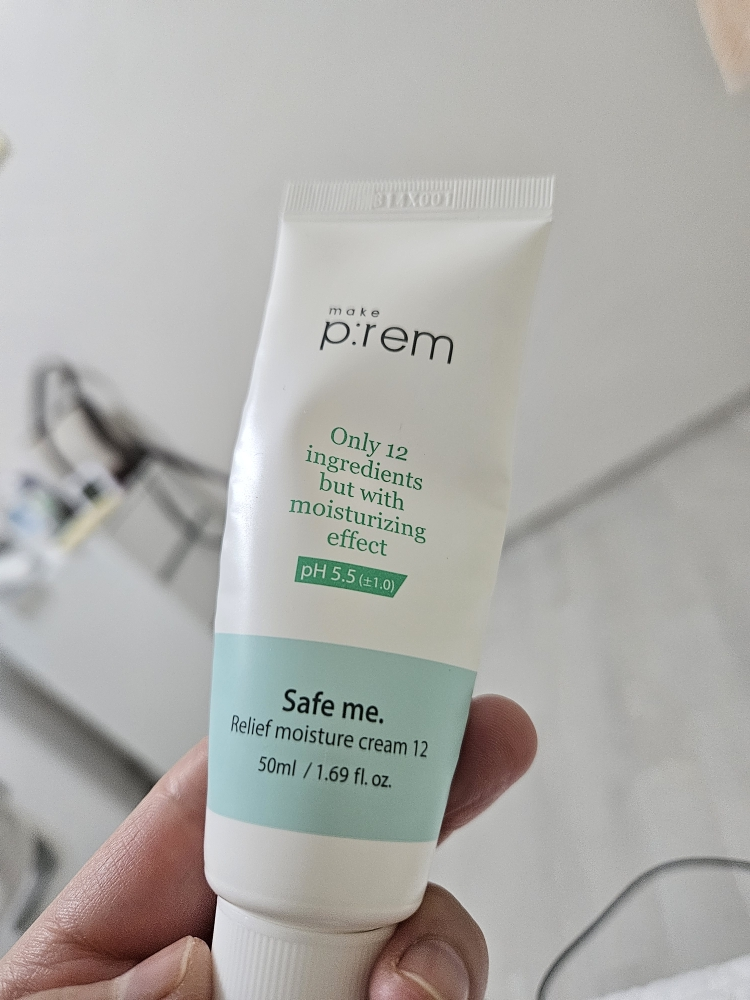 314X001
make
p:rem
Only 12
ingredients
but with
moisturizing
effect
pH 5.5 (±1.0)
Safe me.
Relief moisture cream 12
50ml / 1.69 fl. oz.